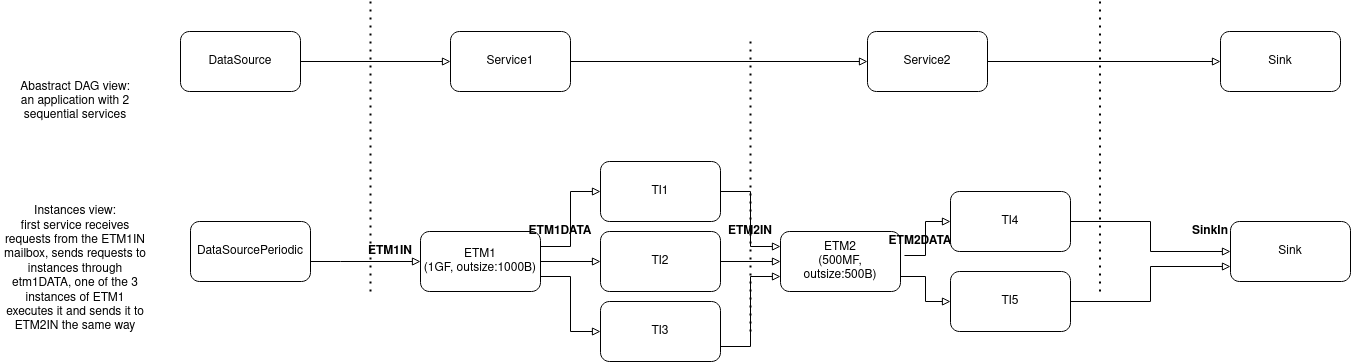 DataSource
Service1
Service2
Sink
Abastract DAG view:
an application with 2
sequential services
Instances view:
first service receives
requests from the ETM1IN
mailbox, sends requests to
instances through
etm1DATA, one of the 3
instances of ETM1
executes it and sends it to
ETM2IN the same way
DataSourcePeriodic
ETM1IN
ETM1
(1GF, outsize:1000B)
ETM1DATA
TI1
TI2
TI3
ETM2IN
ETM2
(500MF,
outsize:500B)
ETM2DATA
TI4
TI5
SinkIn
Sink